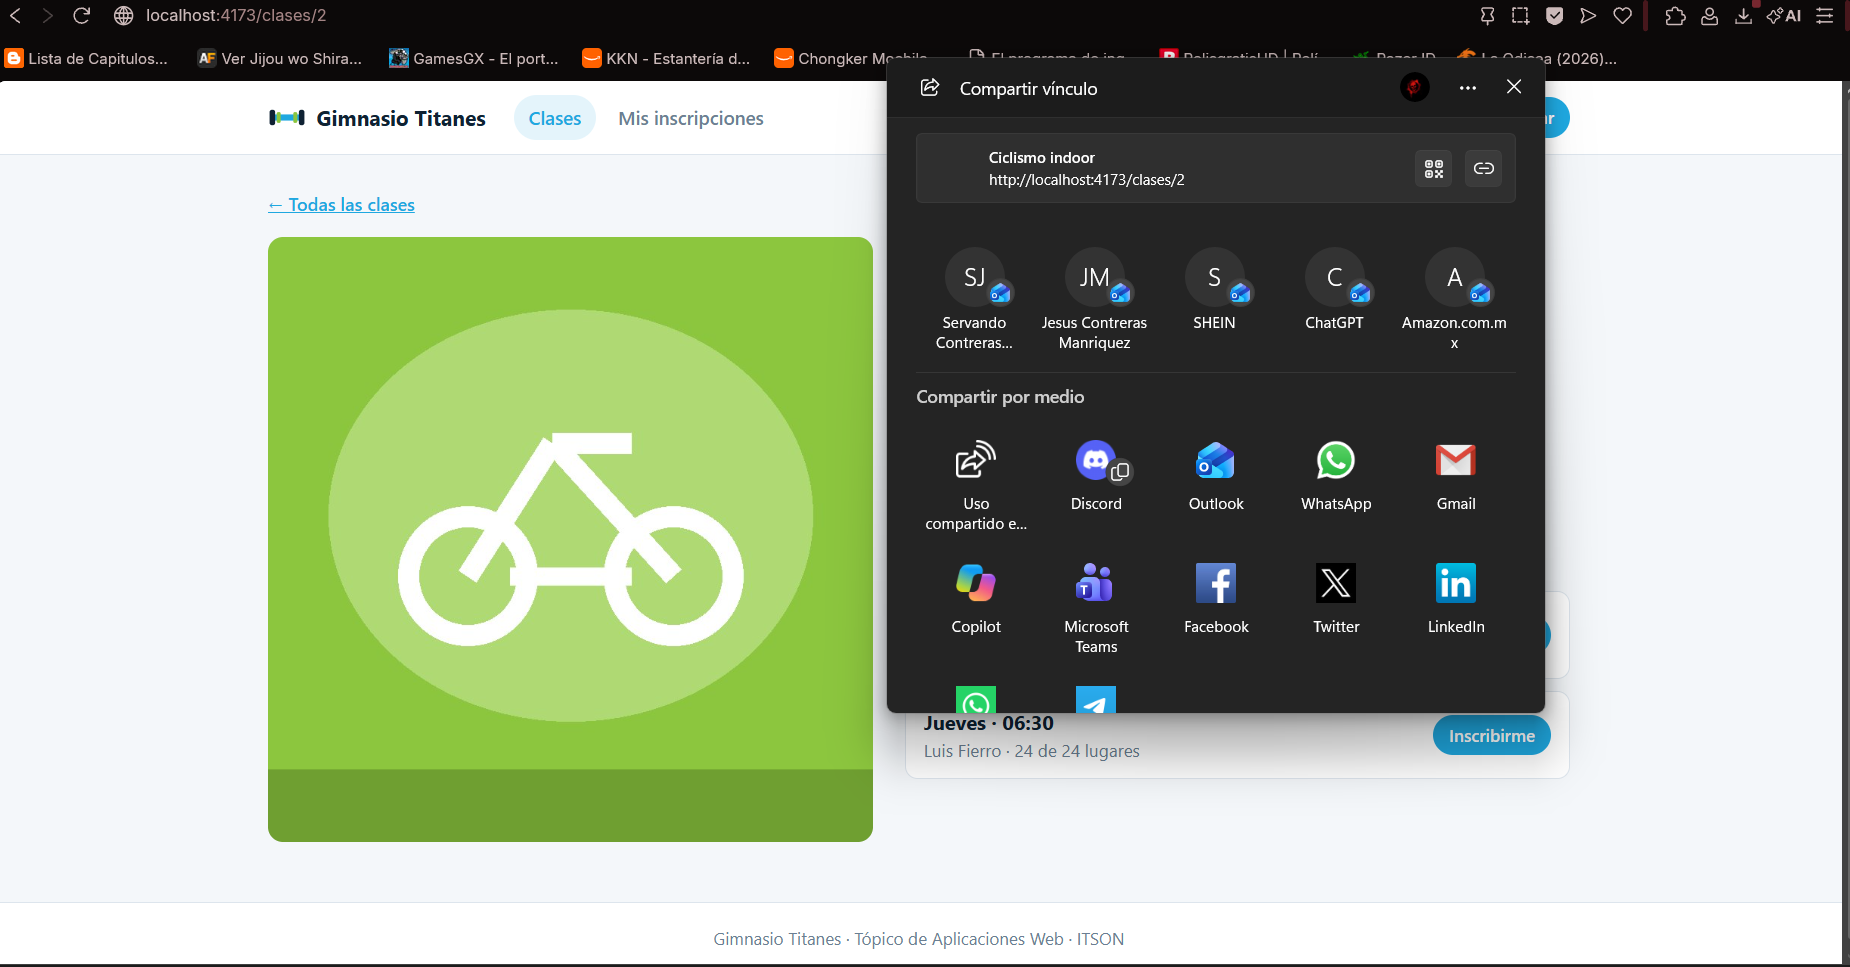 localhost:4173/clases/2
AI
Lista de Capitulos...
AF Ver Jijou wo Shira...
GamesGX - El port...
KKN - Estantería d...
Chongker
a (2026)...
Gimnasio Titanes
Clases
Mis inscripciones
← Todas las clases
Compartir vínculo
Ciclismo indoor
http://localhost:4173/clases/2
SJ
JM
S
C
A
Servando
Contreras...
Jesus Contreras
Manriquez
SHEIN
ChatGPT
Amazon.com.m
x
Compartir por medio
Uso
compartido e...
Discord
Outlook
WhatsApp
Gmail
Copilot
Microsoft
Teams
Facebook
Twitter
LinkedIn
Jueves · 06:30
Luis Fierro · 24 de 24 lugares
Inscribirme
Gimnasio Titanes · Tópico de Aplicaciones Web · ITSON